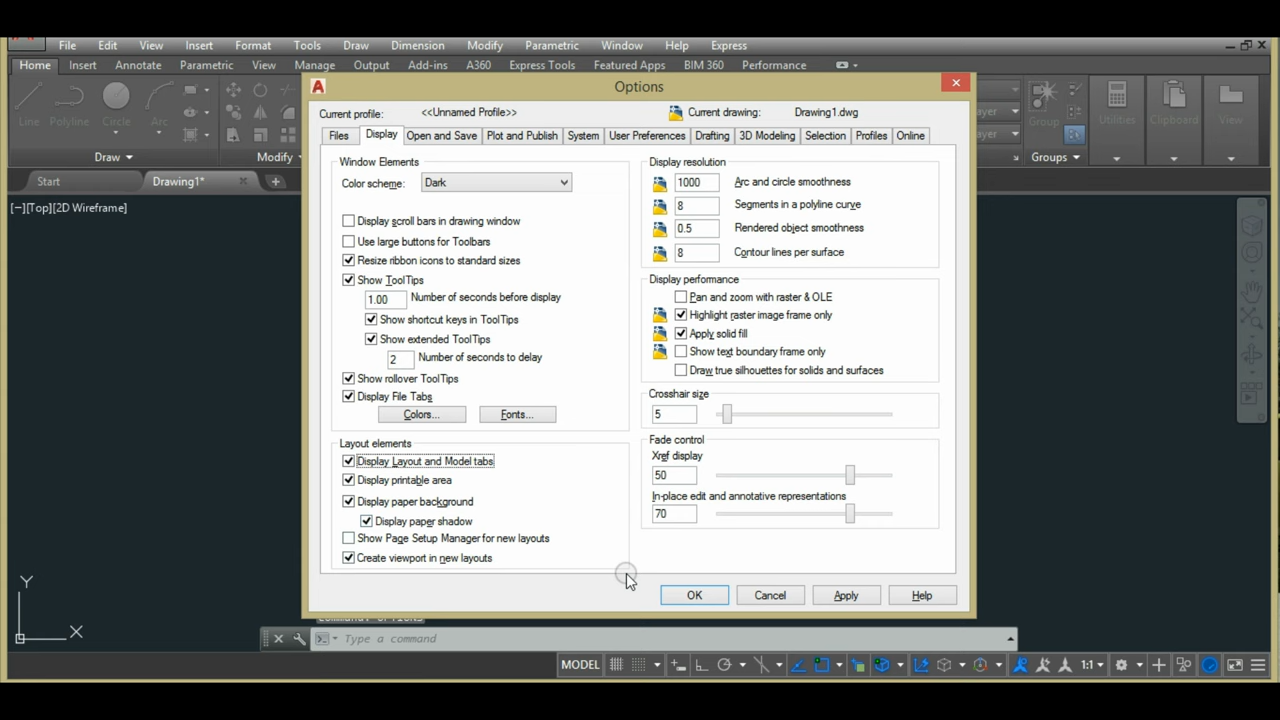 File Edit View Insert Format Tools Draw Dimension Modify Parametric Window Help Express
Home Insert Annotate Parametric View Manage Output Add-ins A360 Express Tools Featured Apps BIM 360 Performance
Line Polyline Circle Arc
Group Utilities Clipboard View
Draw Modify Groups
Start Drawing1*
[−][Top][2D Wireframe]
Options
Current profile: <<Unnamed Profile>> Current drawing: Drawing1.dwg
Files Display Open and Save Plot and Publish System User Preferences Drafting 3D Modeling Selection Profiles Online
Window Elements
Color scheme: Dark
Display scroll bars in drawing window
Use large buttons for Toolbars
Resize ribbon icons to standard sizes
Show ToolTips
1.00 Number of seconds before display
Show shortcut keys in ToolTips
Show extended ToolTips
2 Number of seconds to delay
Show rollover ToolTips
Display File Tabs
Colors... Fonts...
Layout elements
Display Layout and Model tabs
Display printable area
Display paper background
Display paper shadow
Show Page Setup Manager for new layouts
Create viewport in new layouts
Display resolution
1000 Arc and circle smoothness
8 Segments in a polyline curve
0.5 Rendered object smoothness
8 Contour lines per surface
Display performance
Pan and zoom with raster & OLE
Highlight raster image frame only
Apply solid fill
Show text boundary frame only
Draw true silhouettes for solids and surfaces
Crosshair size
5
Fade control
Xref display
50
In-place edit and annotative representations
70
OK Cancel Apply Help
Y
X
Command: OPTIONS
Type a command
MODEL 1:1